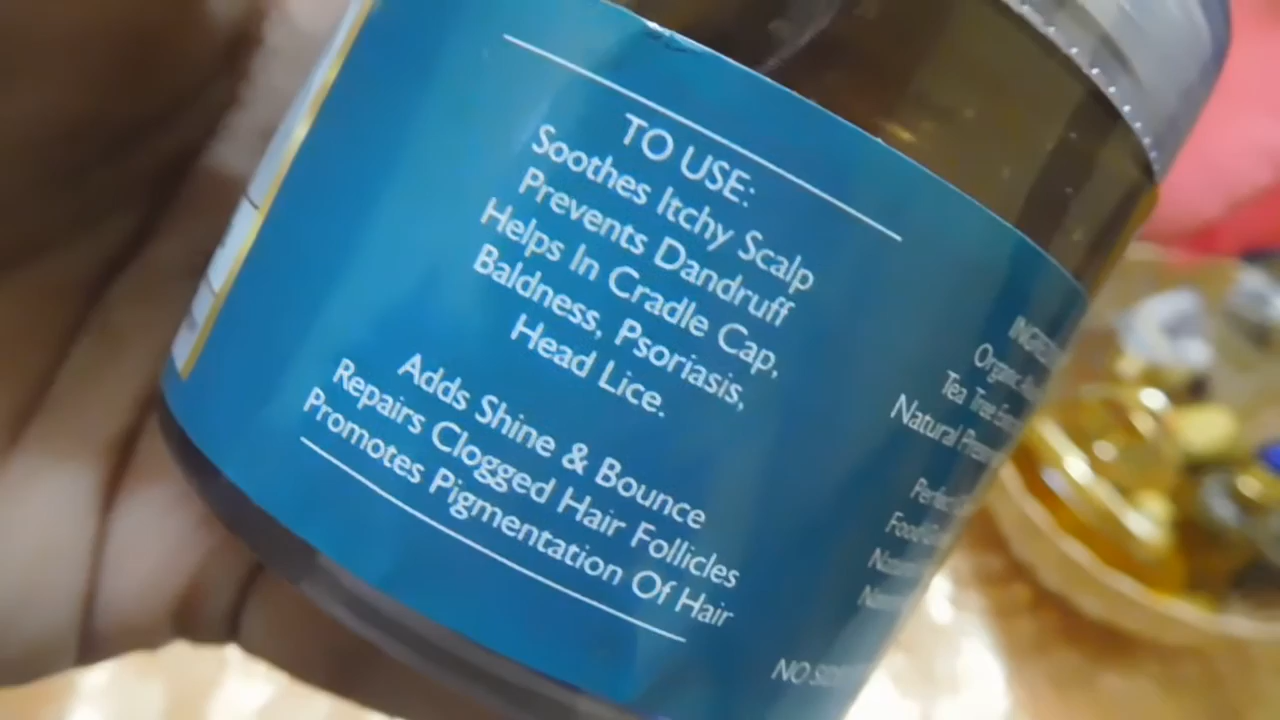 TO USE:
Soothes Itchy Scalp
Prevents Dandruff
Helps In Cradle Cap,
Baldness, Psoriasis,
Head Lice.
Adds Shine & Bounce
Repairs Clogged Hair Follicles
Promotes Pigmentation Of Hair
Organic
Tea Tree
Natural
NO